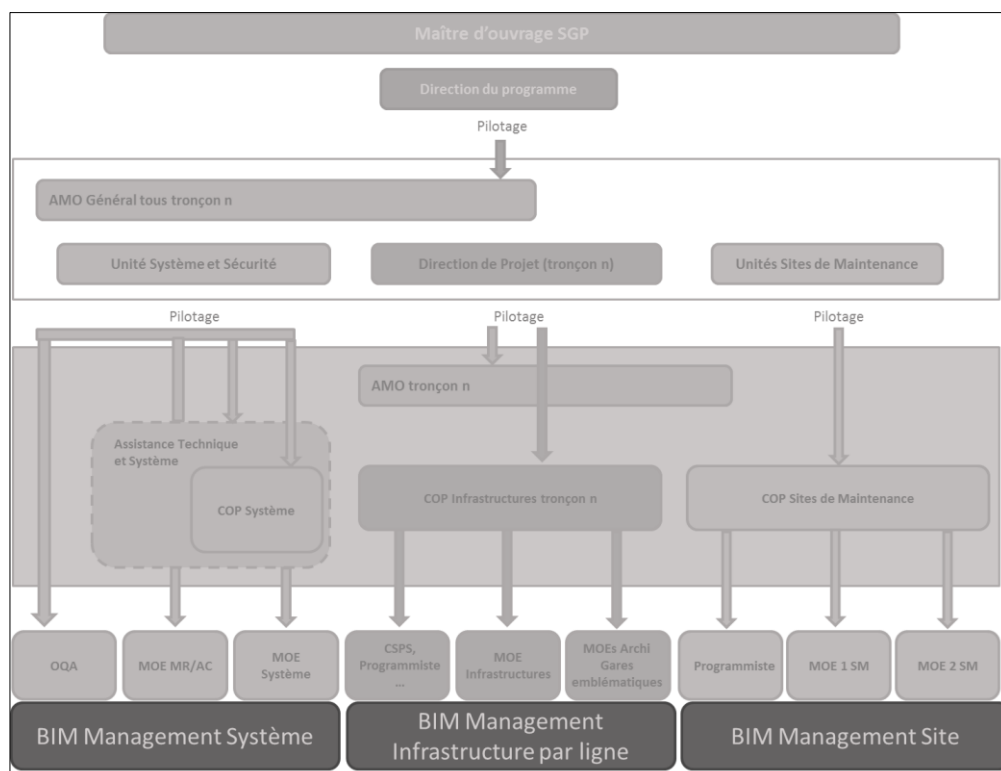 Maître d'ouvrage SGP
Direction du programme
Pilotage
AMO Général tous tronçon n
Unité Système et Sécurité
Direction de Projet (tronçon n)
Unités Sites de Maintenance
Pilotage
Pilotage
Pilotage
AMO tronçon n
Assistance Technique
et Système
COP Système
COP Infrastructures tronçon n
COP Sites de Maintenance
OQA
MOE MR/AC
MOE
Système
CSPS,
Programmiste
...
MOE
Infrastructures
MOEs Archi
Gares
emblématiques
Programmiste
MOE 1 SM
MOE 2 SM
BIM Management Système
BIM Management
Infrastructure par ligne
BIM Management Site